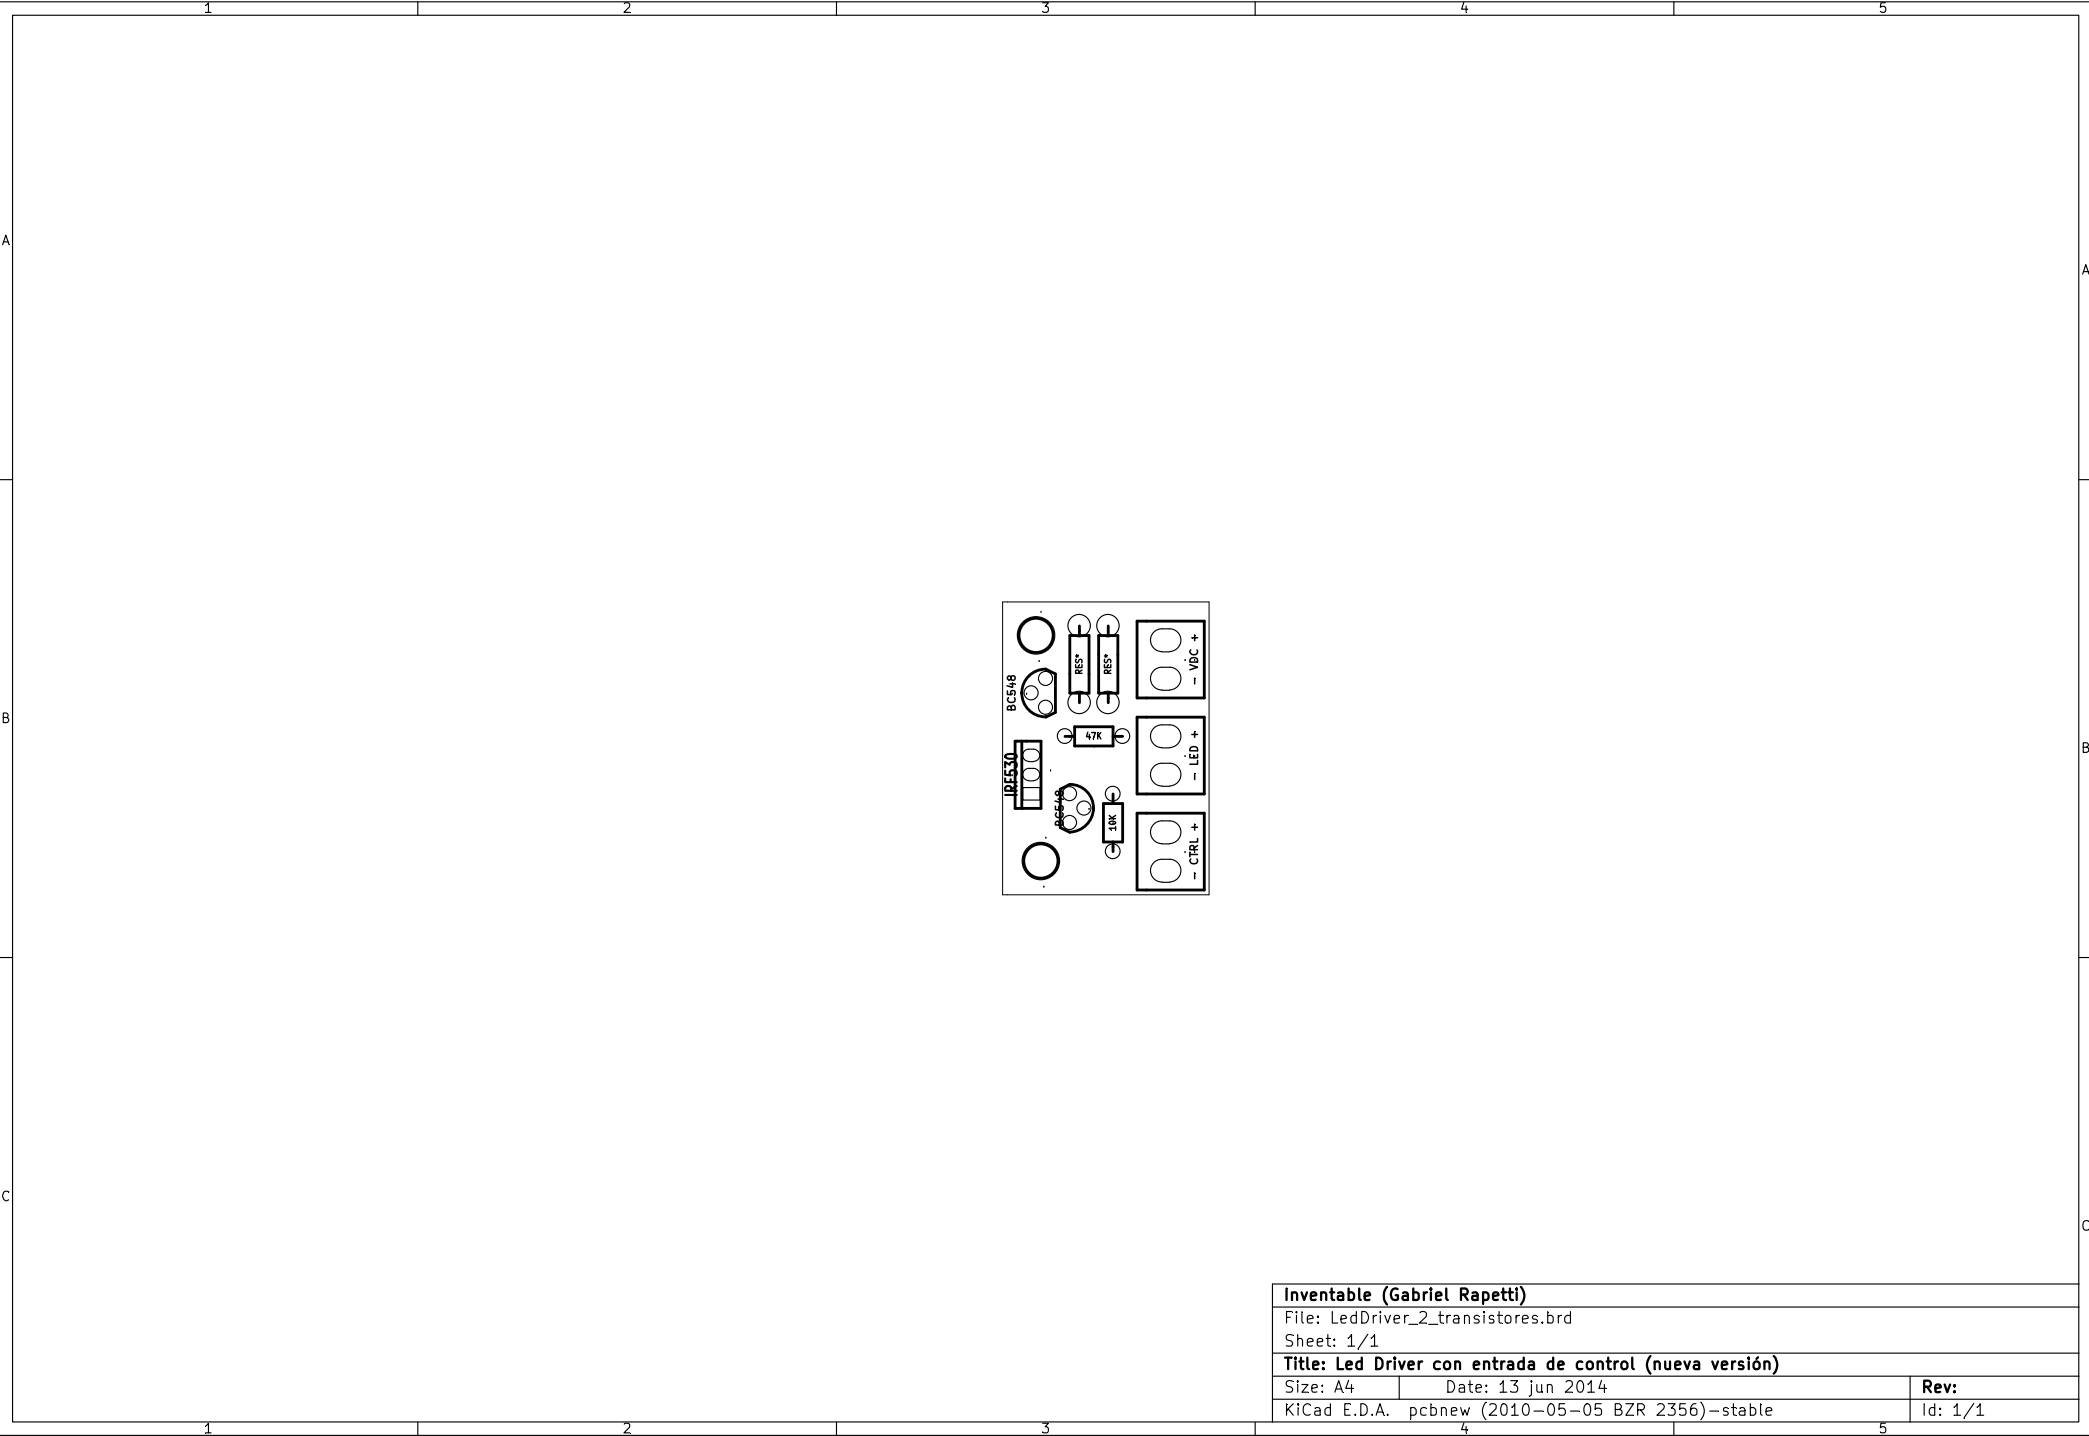 1 2 3 4 5
A
A
B
B
C
C
RES*
RES*
- VDC +
BC548
47K
- LED +
IRF530
BC548
10K
- CTRL +
Inventable (Gabriel Rapetti)
File: LedDriver_2_transistores.brd
Sheet: 1/1
Title: Led Driver con entrada de control (nueva versión)
Size: A4 Date: 13 jun 2014 Rev:
KiCad E.D.A. pcbnew (2010-05-05 BZR 2356)-stable Id: 1/1
1 2 3 4 5